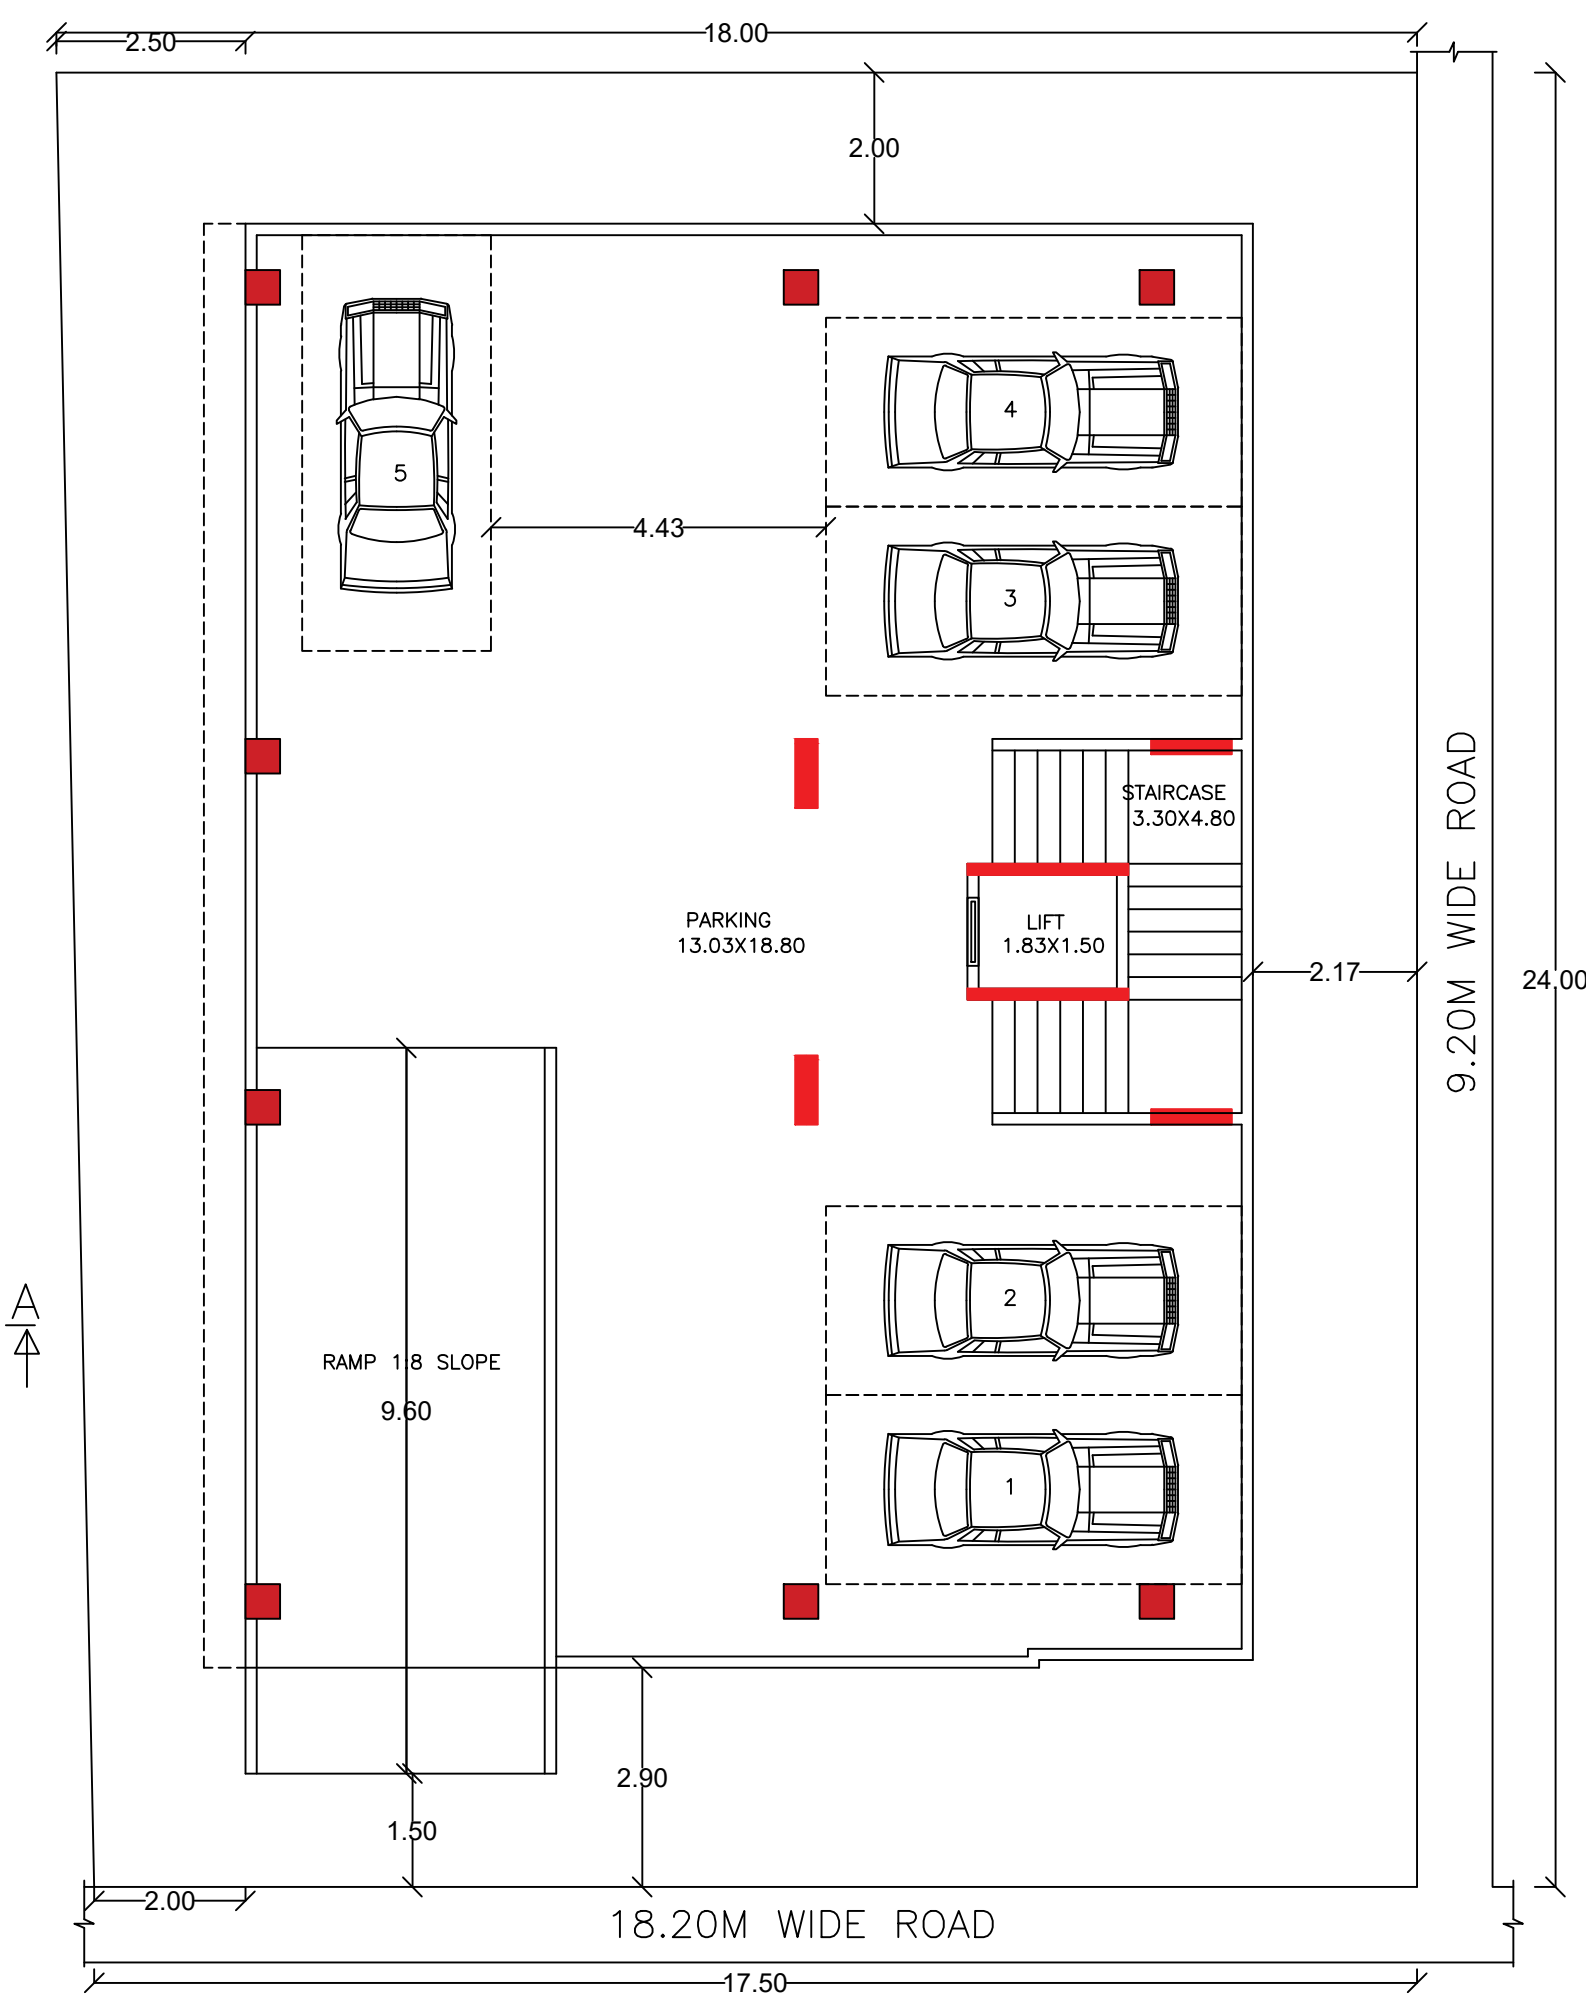 18.00
2.50
2.00
4
5
4.43
3
STAIRCASE
3.30X4.80
9.20M WIDE ROAD
PARKING
13.03X18.80
LIFT
1.83X1.50
2.17
24.00
A
2
RAMP 1:8 SLOPE
9.60
1
2.90
1.50
2.00
18.20M WIDE ROAD
17.50